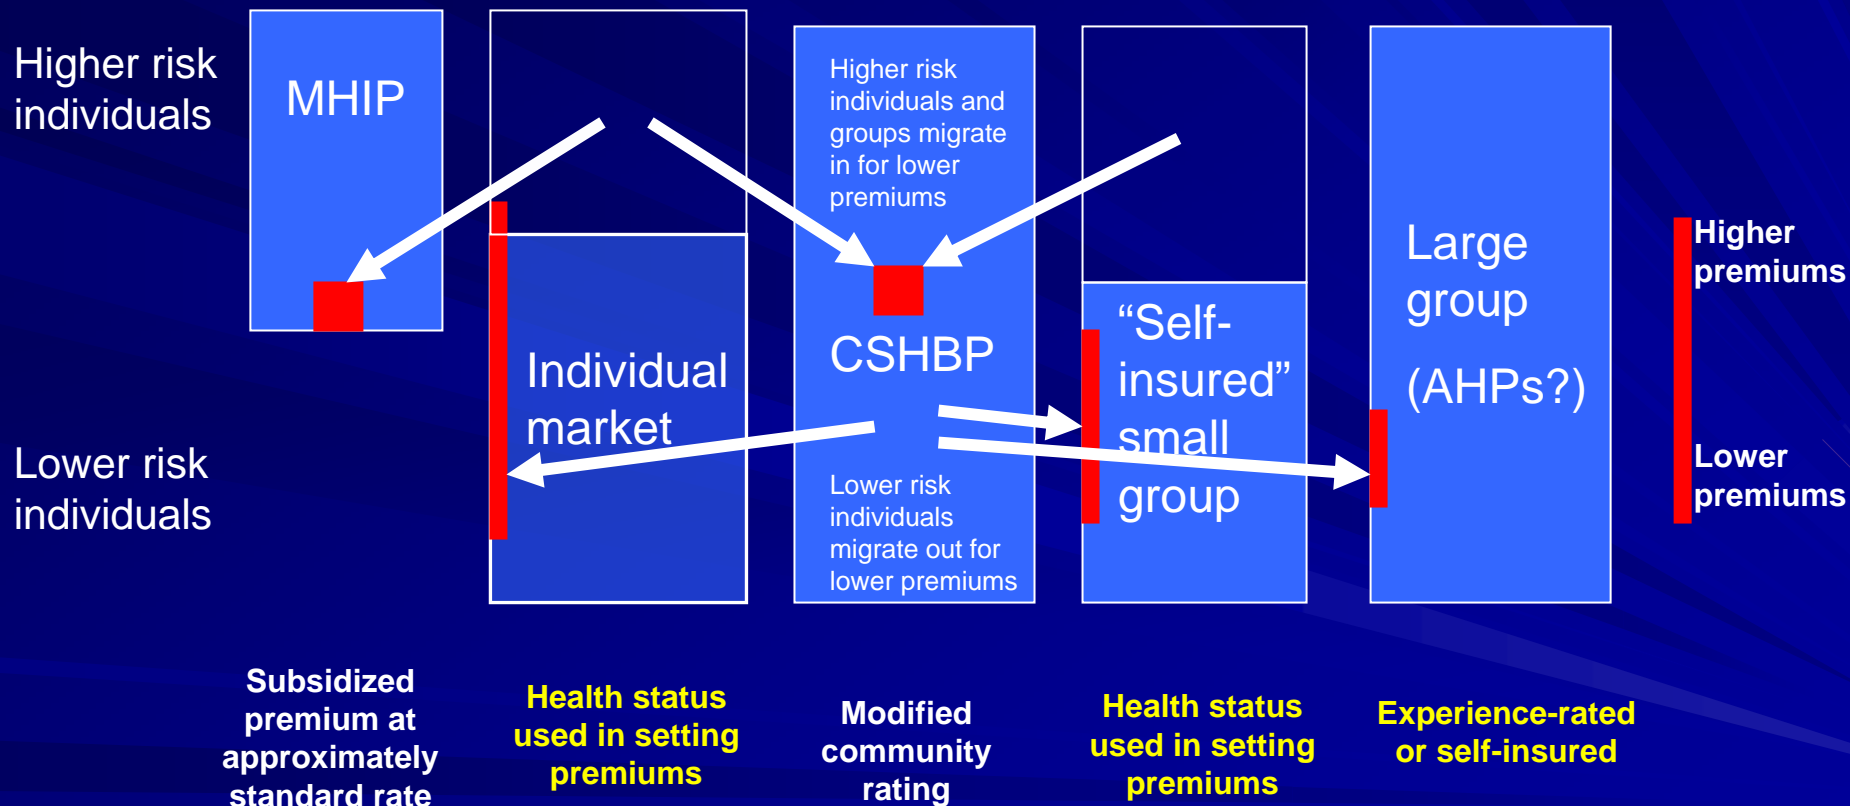 Higher risk
individuals
Lower risk
individuals
MHIP
Individual
market
Higher risk
individuals and
groups migrate
in for lower
premiums
CSHBP
Lower risk
individuals
migrate out for
lower premiums
“Self-
insured”
small
group
Large
group
(AHPs?)
Higher
premiums
Lower
premiums
Subsidized
premium at
approximately
standard rate
Health status
used in setting
premiums
Modified
community
rating
Health status
used in setting
premiums
Experience-rated
or self-insured